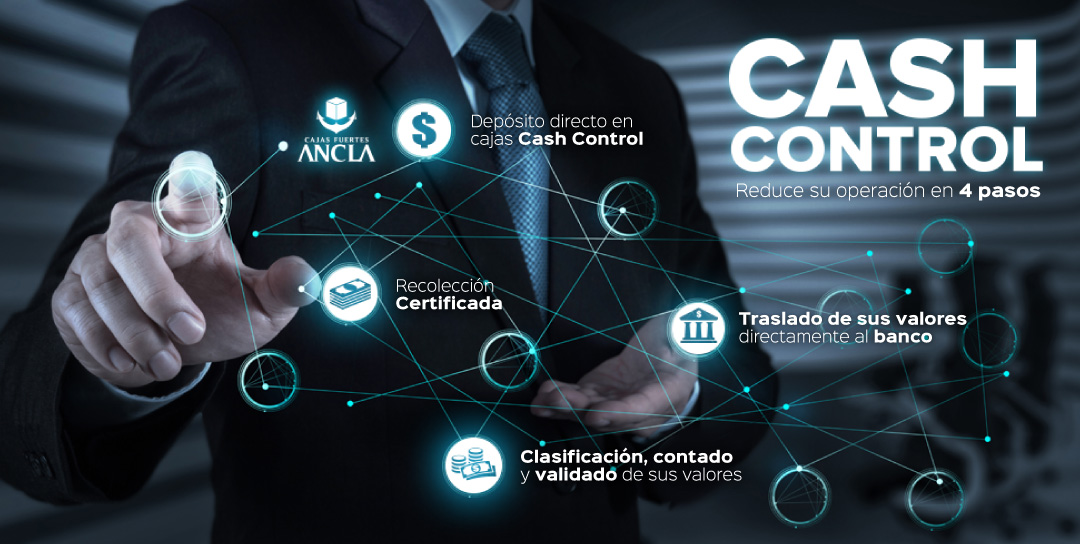 CASH
CONTROL
Reduce su operación en 4 pasos
CAJAS FUERTES
ANCLA
$
Depósito directo en
cajas Cash Control
Recolección
Certificada
$
Traslado de sus valores
directamente al banco
Clasificación, contado
y validado de sus valores